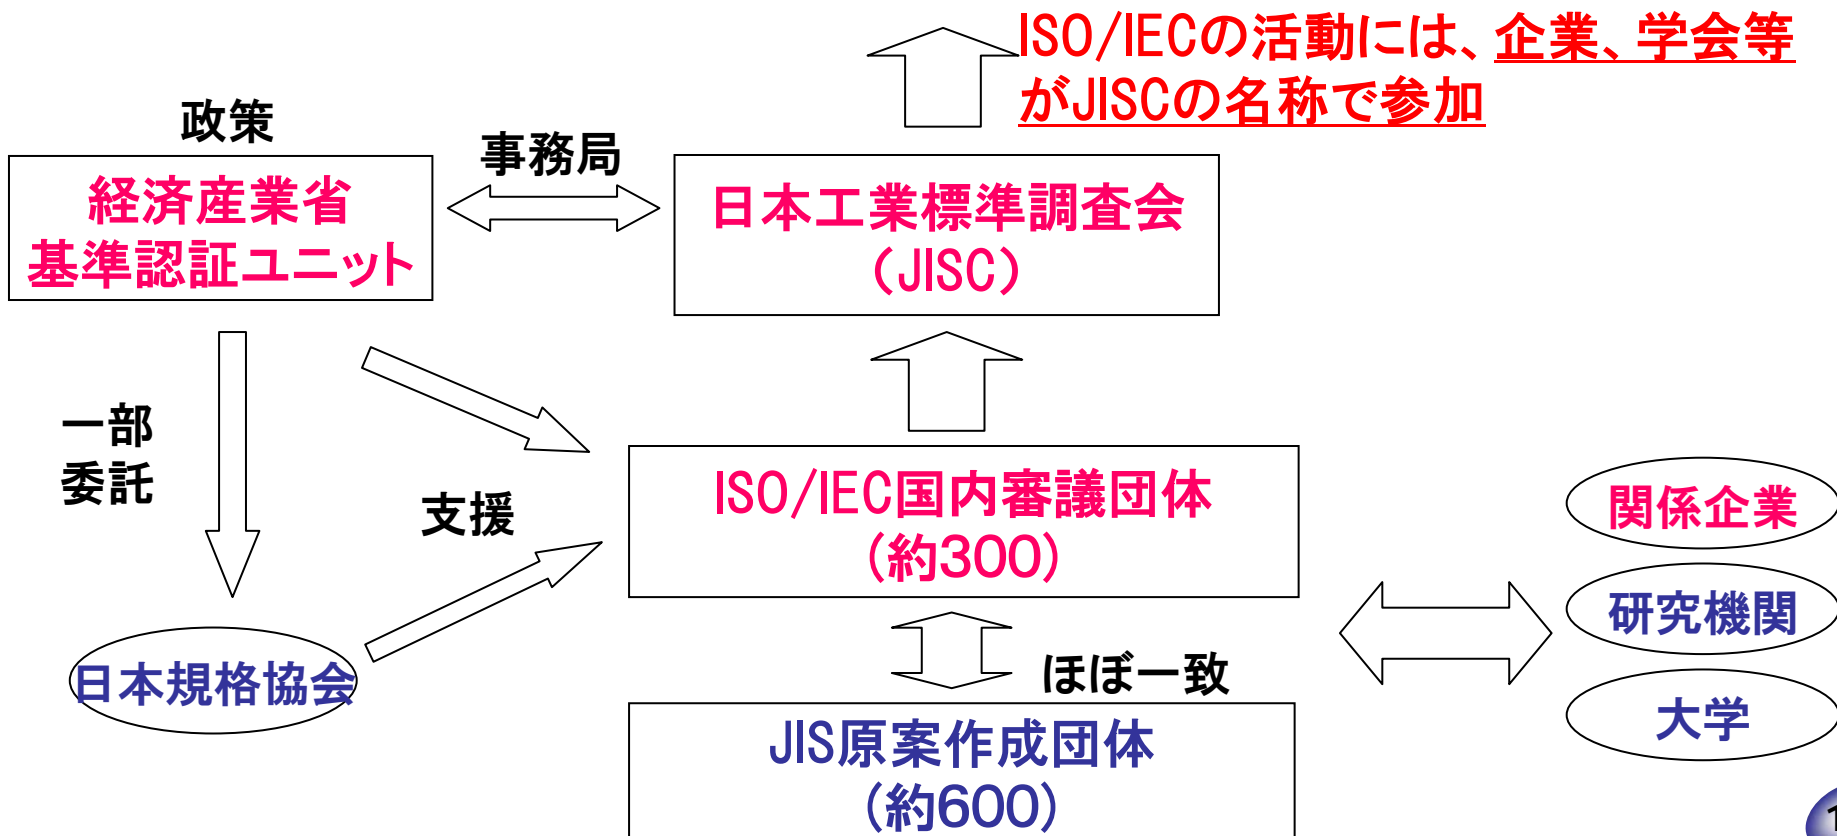 ISO/IECの活動には、企業、学会等
がJISCの名称で参加
政策
事務局
経済産業省
基準認証ユニット
日本工業標準調査会
（JISC）
一部
委託
支援
ISO/IEC国内審議団体
(約300)
関係企業
研究機関
大学
日本規格協会
ほぼ一致
JIS原案作成団体
(約600)